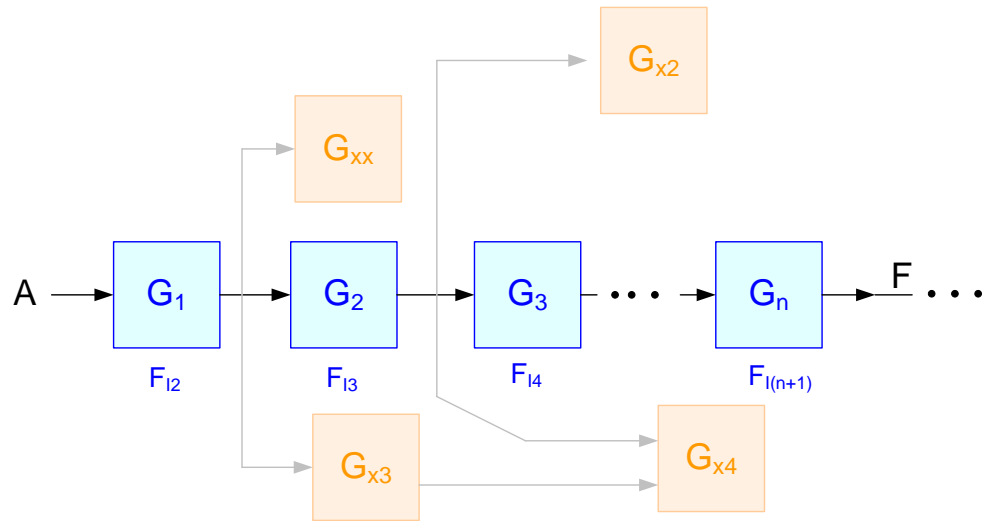 Gx2
Gxx
A
G1
G2
G3
• • •
Gn
F
• • •
FI2
FI3
FI4
FI(n+1)
Gx3
Gx4